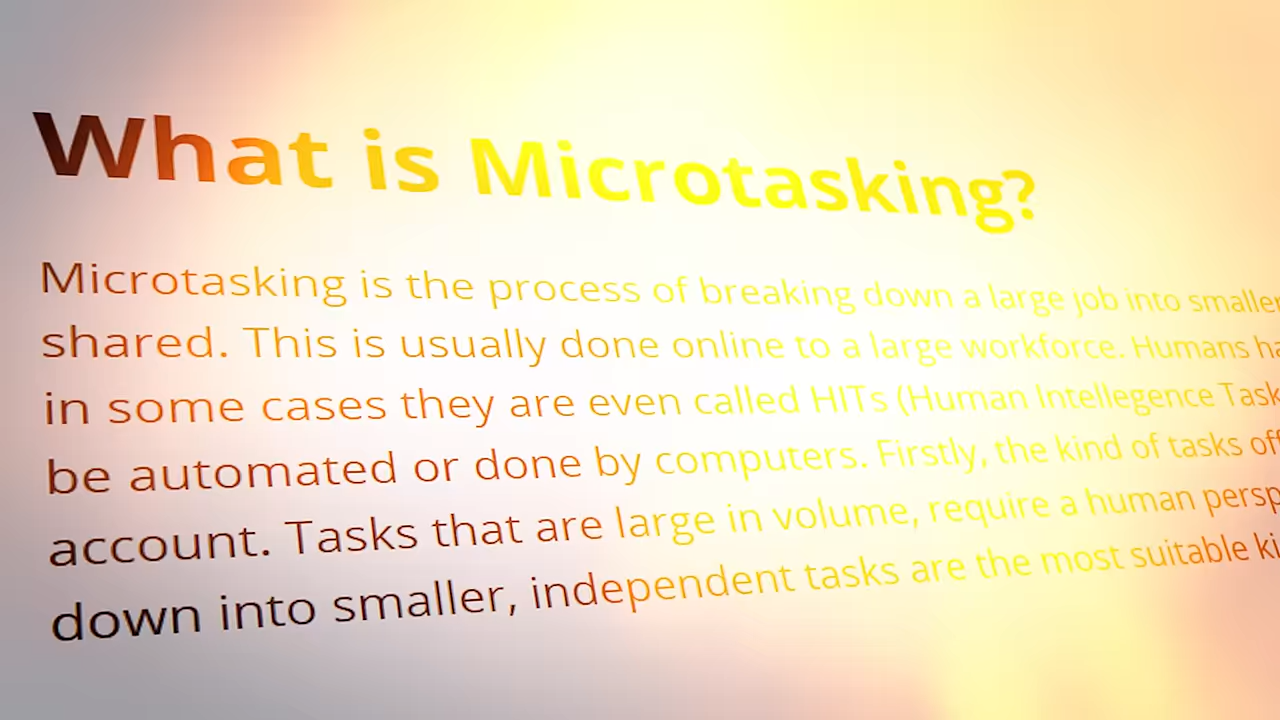 What is Microtasking?
Microtasking is the process of breaking down a large job into smaller
shared. This is usually done online to a large workforce. Humans ha
in some cases they are even called HITs (Human Intellegence Task
be automated or done by computers. Firstly, the kind of tasks off
account. Tasks that are large in volume, require a human persp
down into smaller, independent tasks are the most suitable ki